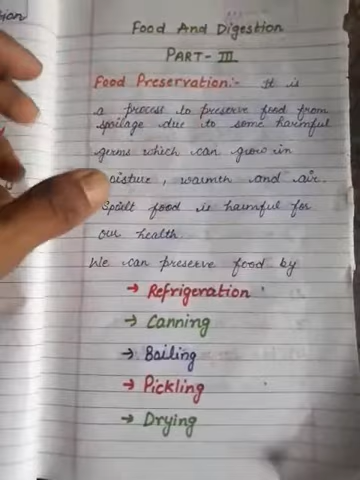 Food And Digestion
PART-III
Food Preservation:- It is
a process to preserve food from
spoilage due to some harmful
germs which can grow in
oisture, warmth and air.
Spoilt food is harmful for
our health.
We can preserve food by
→ Refrigeration
→ Canning
→ Boiling
→ Pickling
→ Drying